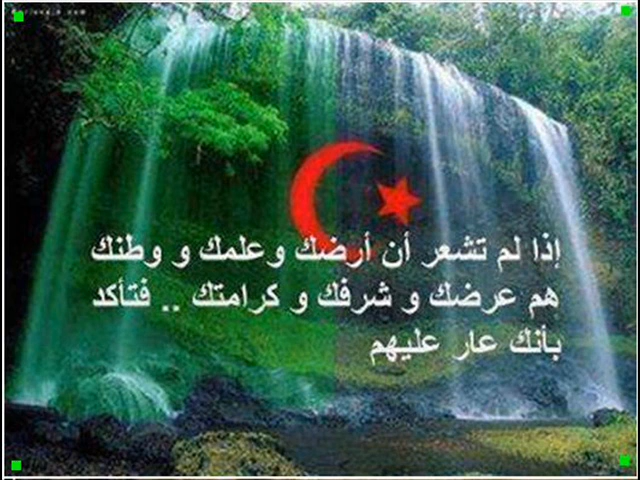 إذا لم تشعر أن أرضك وعلمك و وطنك
هم عرضك و شرفك و كرامتك .. فتأكد
بأنك عار عليهم